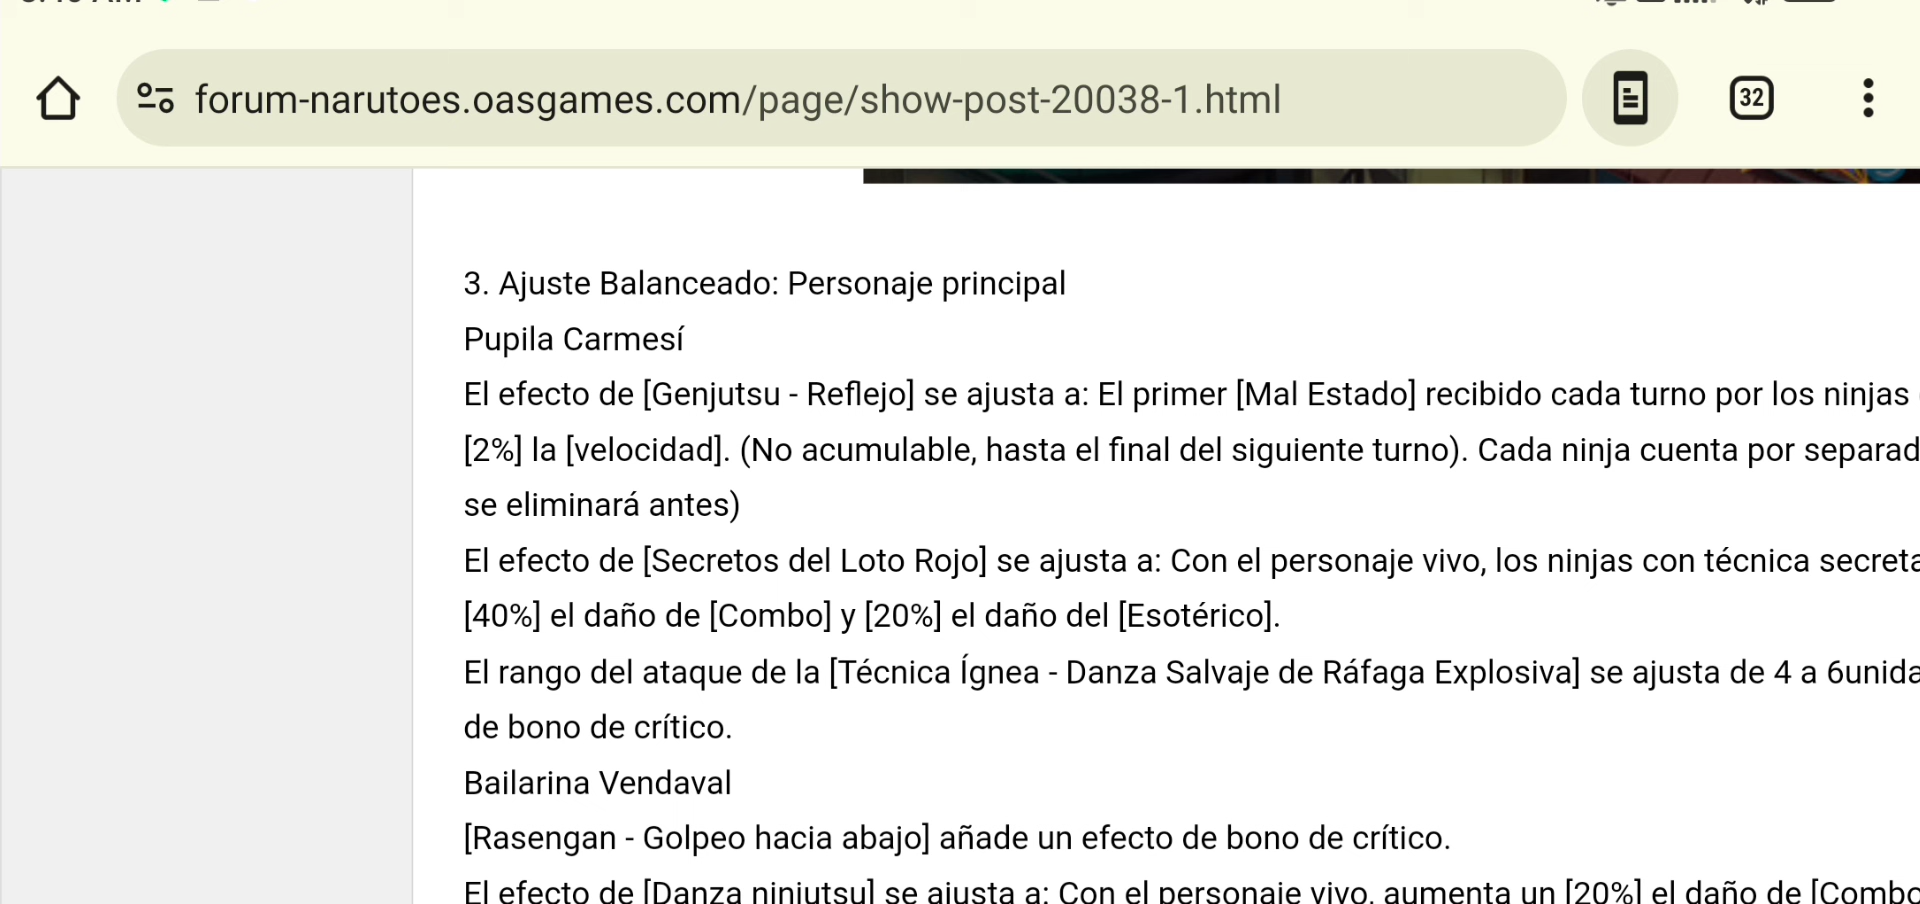 forum-narutoes.oasgames.com/page/show-post-20038-1.html
32
3. Ajuste Balanceado: Personaje principal
Pupila Carmesí
El efecto de [Genjutsu - Reflejo] se ajusta a: El primer [Mal Estado] recibido cada turno por los ninjas
[2%] la [velocidad]. (No acumulable, hasta el final del siguiente turno). Cada ninja cuenta por separad
se eliminará antes)
El efecto de [Secretos del Loto Rojo] se ajusta a: Con el personaje vivo, los ninjas con técnica secreta
[40%] el daño de [Combo] y [20%] el daño del [Esotérico].
El rango del ataque de la [Técnica Ígnea - Danza Salvaje de Ráfaga Explosiva] se ajusta de 4 a 6unida
de bono de crítico.
Bailarina Vendaval
[Rasengan - Golpeo hacia abajo] añade un efecto de bono de crítico.
El efecto de [Danza ninjutsu] se ajusta a: Con el personaje vivo, aumenta un [20%] el daño de [Combo